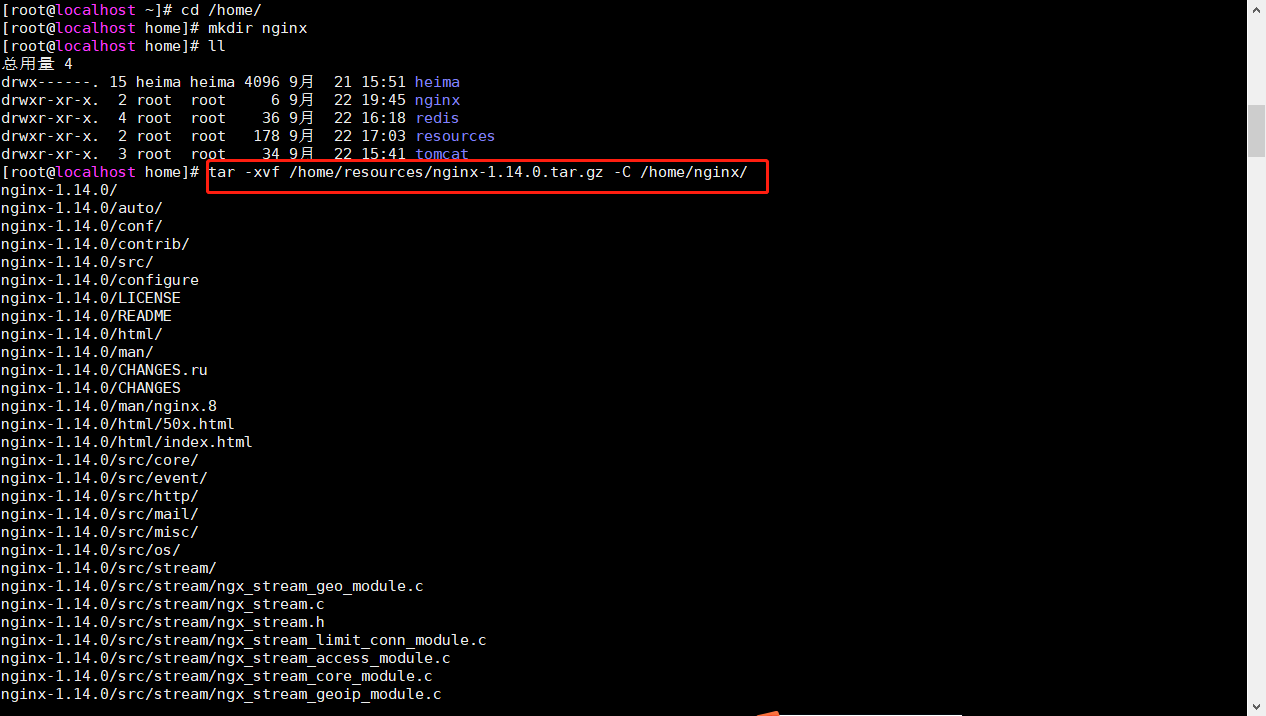 [root@localhost ~]# cd /home/
[root@localhost home]# mkdir nginx
[root@localhost home]# ll
总用量 4
drwx------. 15 heima heima 4096 9月  21 15:51 heima
drwxr-xr-x.  2 root  root     6 9月  22 19:45 nginx
drwxr-xr-x.  4 root  root    36 9月  22 16:18 redis
drwxr-xr-x.  2 root  root   178 9月  22 17:03 resources
drwxr-xr-x.  3 root  root    34 9月  22 15:41 tomcat
[root@localhost home]# tar -xvf /home/resources/nginx-1.14.0.tar.gz -C /home/nginx/
nginx-1.14.0/
nginx-1.14.0/auto/
nginx-1.14.0/conf/
nginx-1.14.0/contrib/
nginx-1.14.0/src/
nginx-1.14.0/configure
nginx-1.14.0/LICENSE
nginx-1.14.0/README
nginx-1.14.0/html/
nginx-1.14.0/man/
nginx-1.14.0/CHANGES.ru
nginx-1.14.0/CHANGES
nginx-1.14.0/man/nginx.8
nginx-1.14.0/html/50x.html
nginx-1.14.0/html/index.html
nginx-1.14.0/src/core/
nginx-1.14.0/src/event/
nginx-1.14.0/src/http/
nginx-1.14.0/src/mail/
nginx-1.14.0/src/misc/
nginx-1.14.0/src/os/
nginx-1.14.0/src/stream/
nginx-1.14.0/src/stream/ngx_stream_geo_module.c
nginx-1.14.0/src/stream/ngx_stream.c
nginx-1.14.0/src/stream/ngx_stream.h
nginx-1.14.0/src/stream/ngx_stream_limit_conn_module.c
nginx-1.14.0/src/stream/ngx_stream_access_module.c
nginx-1.14.0/src/stream/ngx_stream_core_module.c
nginx-1.14.0/src/stream/ngx_stream_geoip_module.c